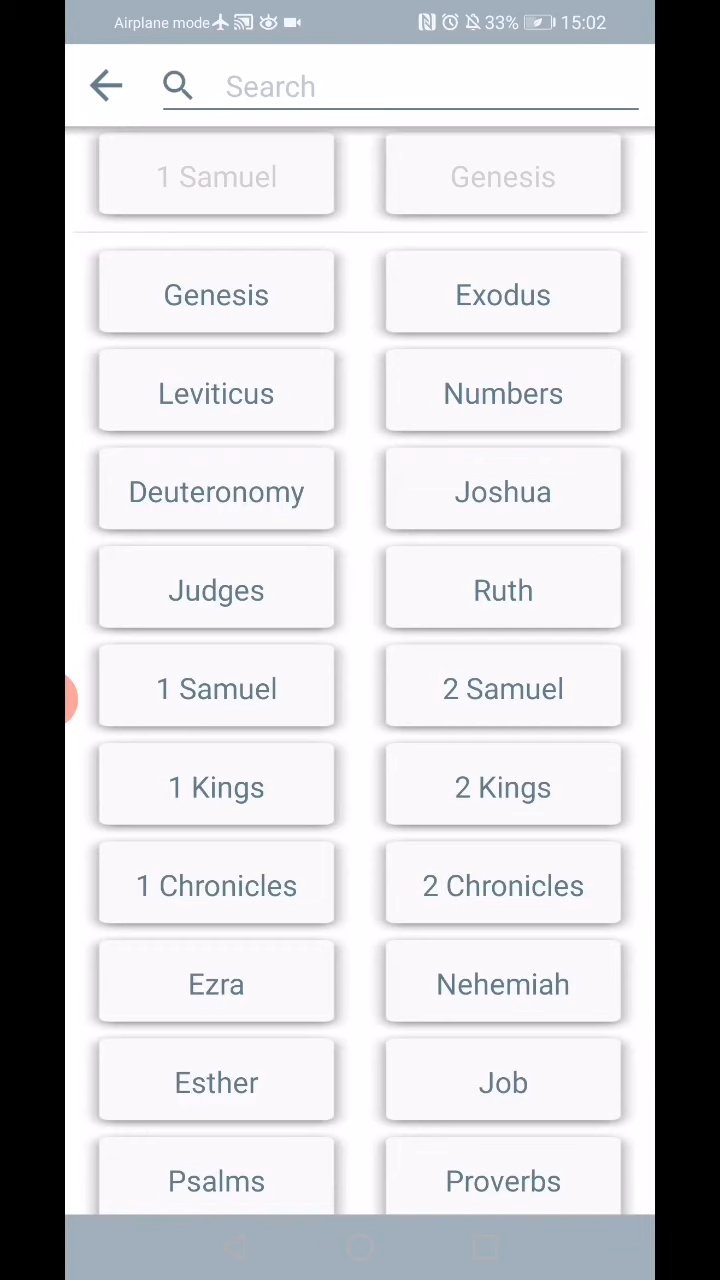 Airplane mode 33% 15:02
Search
1 Samuel Genesis
Genesis Exodus
Leviticus Numbers
Deuteronomy Joshua
Judges Ruth
1 Samuel 2 Samuel
1 Kings 2 Kings
1 Chronicles 2 Chronicles
Ezra Nehemiah
Esther Job
Psalms Proverbs